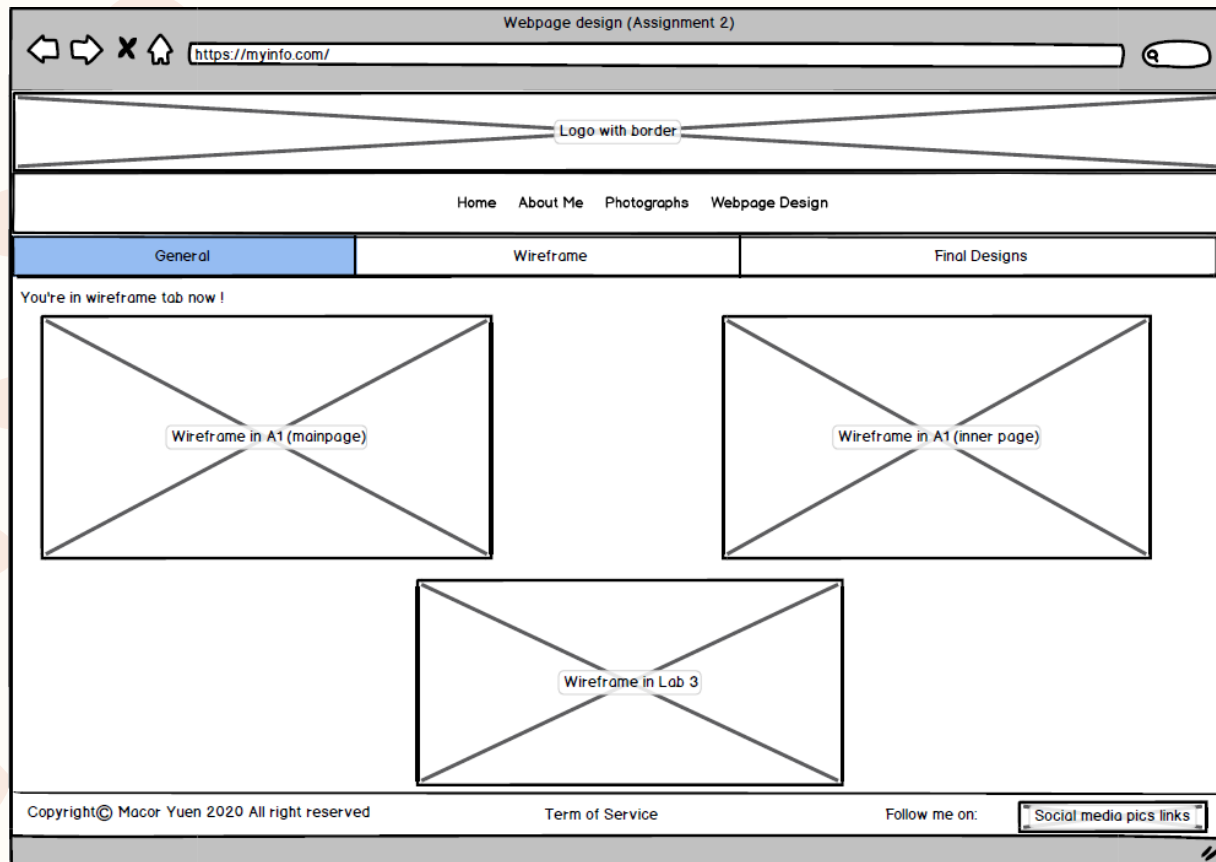 Webpage design (Assignment 2)
https://myinfo.com/
Logo with border
Home About Me Photographs Webpage Design
General Wireframe Final Designs
You're in wireframe tab now !
Wireframe in A1 (mainpage) Wireframe in A1 (inner page)
Wireframe in Lab 3
Copyright© Macor Yuen 2020 All right reserved Term of Service Follow me on: Social media pics links